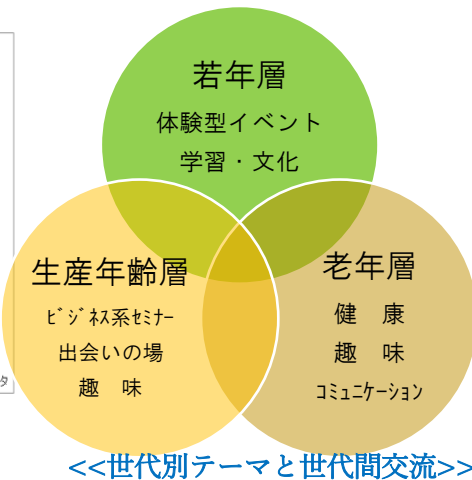 若年層
体験型イベント
学習・文化
生産年齢層
ﾋﾞｼﾞﾈｽ系ｾﾐﾅｰ
出会いの場
趣　味
老年層
健　康
趣　味
ｺﾐｭﾆｹｰｼｮﾝ
タ
<<世代別テーマと世代間交流>>